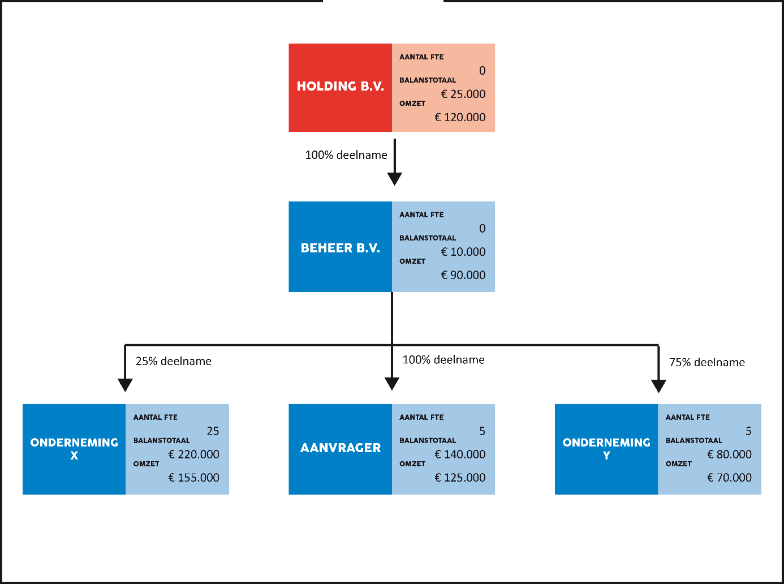 HOLDING B.V.
AANTAL FTE
0
BALANSTOTAAL
€ 25.000
OMZET
€ 120.000
100% deelname
BEHEER B.V.
AANTAL FTE
0
BALANSTOTAAL
€ 10.000
OMZET
€ 90.000
25% deelname
100% deelname
75% deelname
ONDERNEMING
X
AANTAL FTE
25
BALANSTOTAAL
€ 220.000
OMZET
€ 155.000
AANVRAGER
AANTAL FTE
5
BALANSTOTAAL
€ 140.000
OMZET
€ 125.000
ONDERNEMING
Y
AANTAL FTE
5
BALANSTOTAAL
€ 80.000
OMZET
€ 70.000